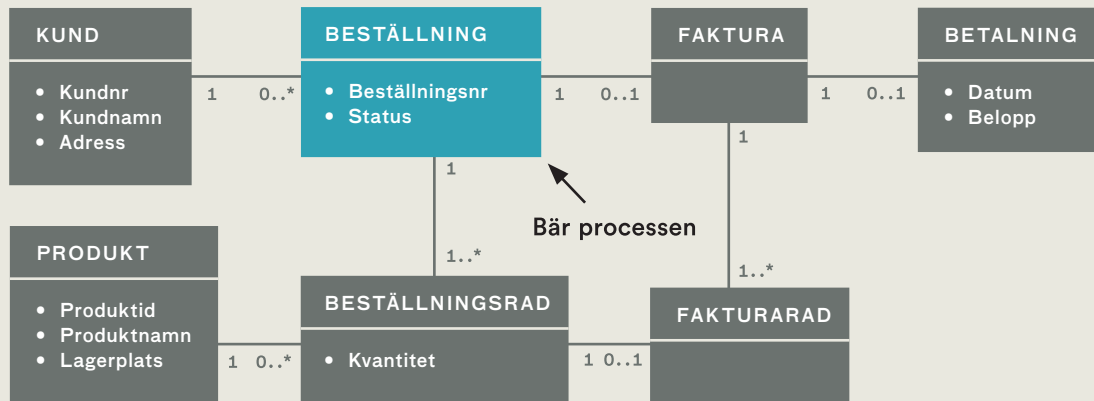 KUND
• Kundnr
• Kundnamn
• Adress
1 0..*
BESTÄLLNING
• Beställningsnr
• Status
1 0..1
FAKTURA
1 0..1
BETALNING
• Datum
• Belopp
1
1..*
Bär processen
1
1..*
PRODUKT
• Produktid
• Produktnamn
• Lagerplats
1 0..*
BESTÄLLNINGSRAD
• Kvantitet
1 0..1
FAKTURARAD